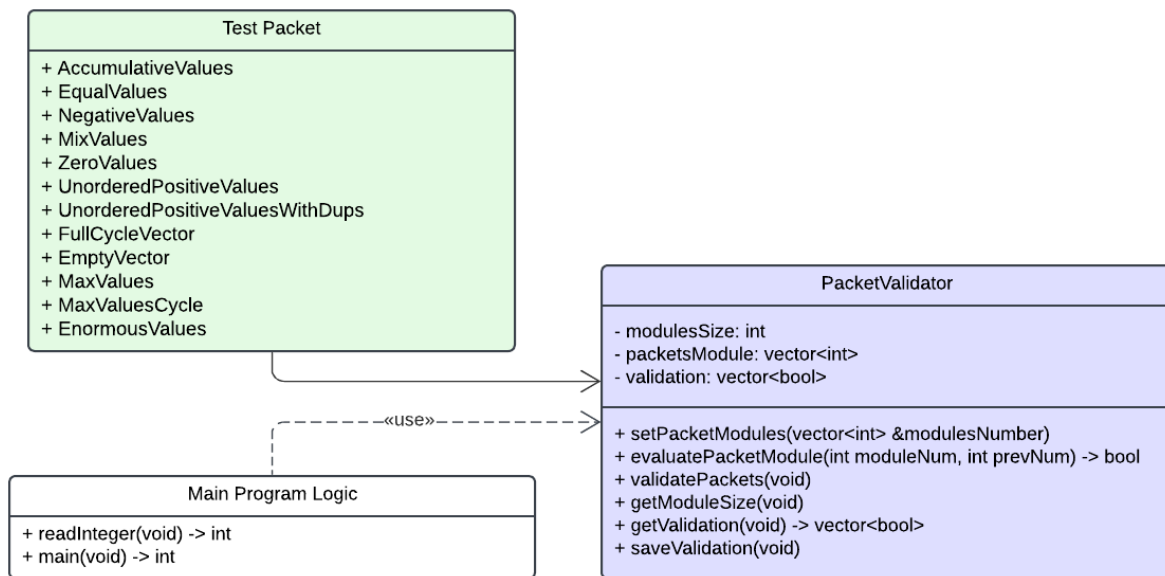 Test Packet
+ AccumulativeValues
+ EqualValues
+ NegativeValues
+ MixValues
+ ZeroValues
+ UnorderedPositiveValues
+ UnorderedPositiveValuesWithDups
+ FullCycleVector
+ EmptyVector
+ MaxValues
+ MaxValuesCycle
+ EnormousValues
PacketValidator
- modulesSize: int
- packetsModule: vector<int>
- validation: vector<bool>
+ setPacketModules(vector<int> &modulesNumber)
+ evaluatePacketModule(int moduleNum, int prevNum) -> bool
+ validatePackets(void)
+ getModuleSize(void)
+ getValidation(void) -> vector<bool>
+ saveValidation(void)
«use»
Main Program Logic
+ readInteger(void) -> int
+ main(void) -> int